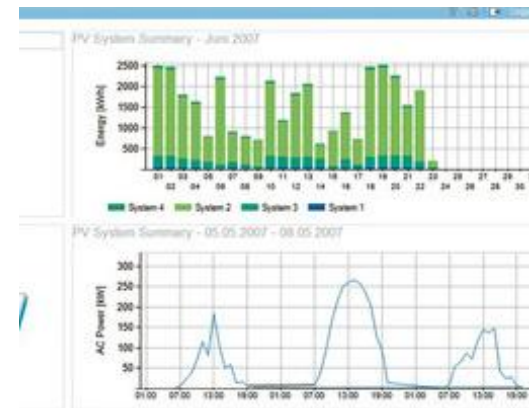 PV System Summary - Juni 2007
Energy [kWh]
2500
2000
1500
1000
500
01 03 05 07 09 11 13 15 17 19 21 23 25 27 29
02 04 06 08 10 12 14 16 18 20 22 24 26 28 30
System 4 System 2 System 3 System 1
PV System Summary - 05.05.2007 - 08.05.2007
AC Power [kW]
300
250
200
150
100
50
01:00 07:00 13:00 19:00 01:00 07:00 13:00 19:00 01:00 07:00 13:00 19:00